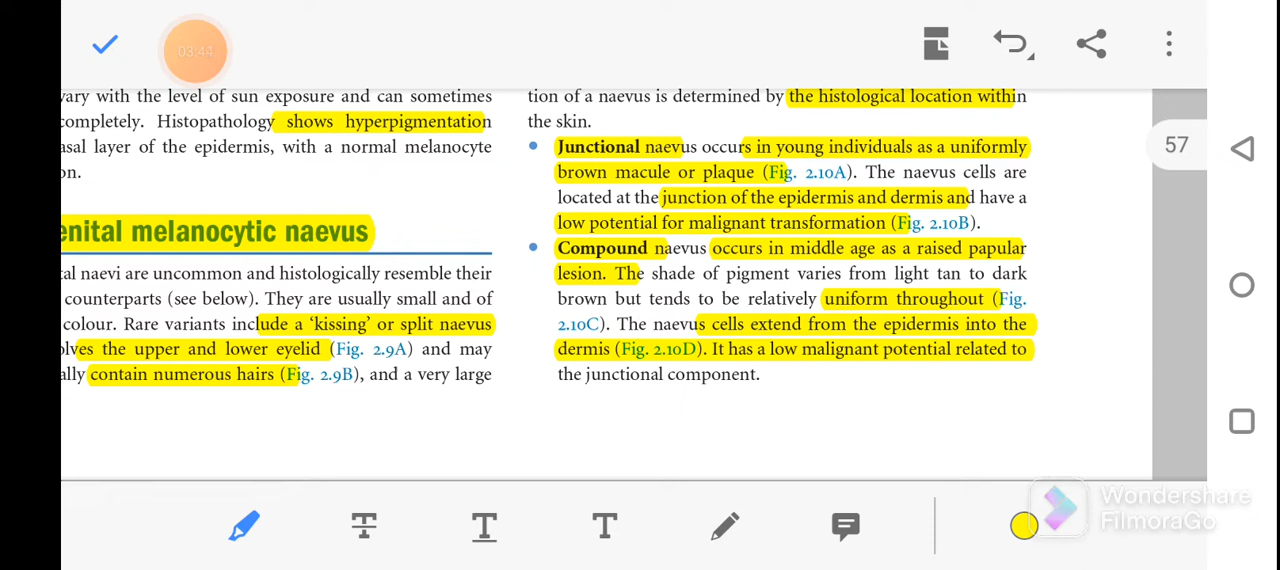 03:44
vary with the level of sun exposure and can sometimes
completely. Histopathology shows hyperpigmentation
asal layer of the epidermis, with a normal melanocyte
on.
enital melanocytic naevus
tal naevi are uncommon and histologically resemble their
counterparts (see below). They are usually small and of
colour. Rare variants include a ‘kissing’ or split naevus
olves the upper and lower eyelid (Fig. 2.9A) and may
ally contain numerous hairs (Fig. 2.9B), and a very large
tion of a naevus is determined by the histological location within
the skin.
• Junctional naevus occurs in young individuals as a uniformly
brown macule or plaque (Fig. 2.10A). The naevus cells are
located at the junction of the epidermis and dermis and have a
low potential for malignant transformation (Fig. 2.10B).
• Compound naevus occurs in middle age as a raised papular
lesion. The shade of pigment varies from light tan to dark
brown but tends to be relatively uniform throughout (Fig.
2.10C). The naevus cells extend from the epidermis into the
dermis (Fig. 2.10D). It has a low malignant potential related to
the junctional component.
57
T
T
T
Wondershare
FilmoraGo